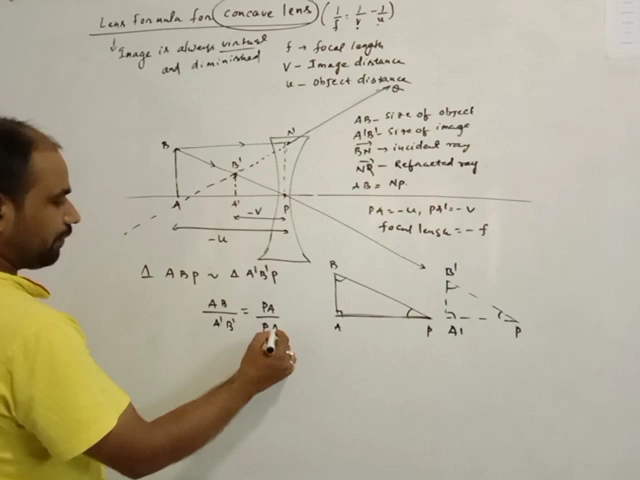 Lens formula for concave lens (1/f = 1/v - 1/u)
↓ Image is always virtual
and diminished
f → focal length
V - Image distance
u - Object distance
Q
AB - Size of object
A'B' - Size of image
BN → incident ray
NQ - Refracted ray
AB = NP.
PA = -u, PA' = -V
focal length = -f
N
B
B'
A
A'
P
-V
-u
Δ ABP ~ Δ A'B'P
AB/A'B' = PA/PA
B
A
P
B'
A'
P